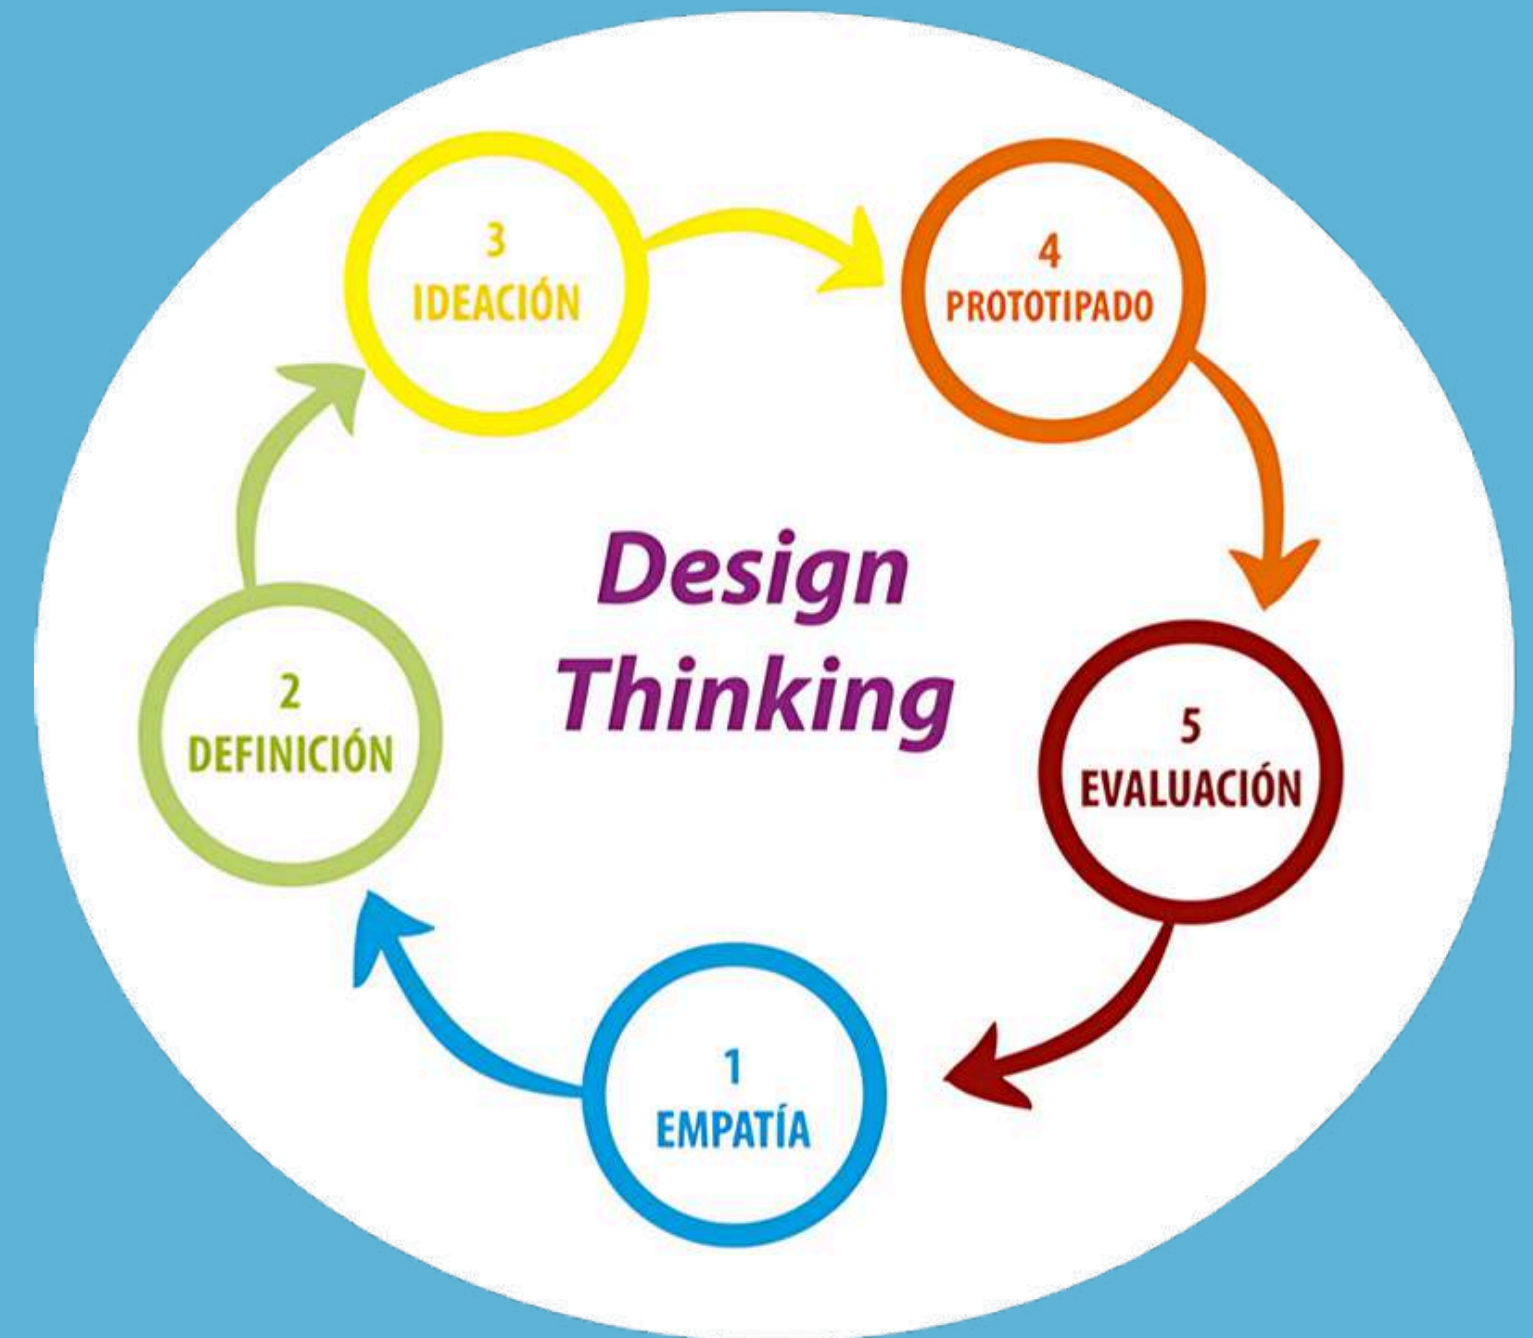 3
IDEACIÓN
4
PROTOTIPADO
Design
Thinking
2
DEFINICIÓN
5
EVALUACIÓN
1
EMPATÍA